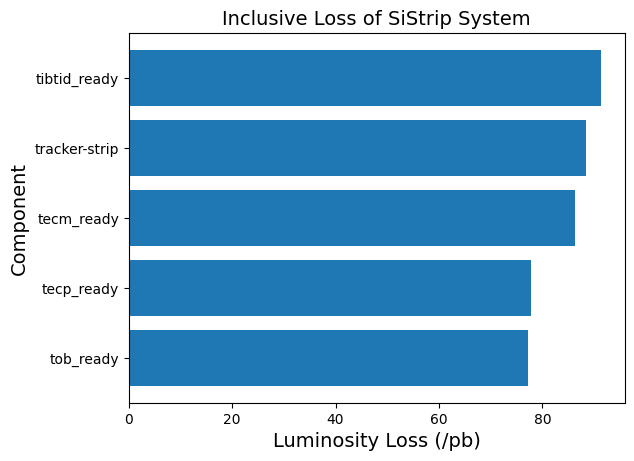 Inclusive Loss of SiStrip System
Component
tibtid_ready
tracker-strip
tecm_ready
tecp_ready
tob_ready
0 20 40 60 80
Luminosity Loss (/pb)